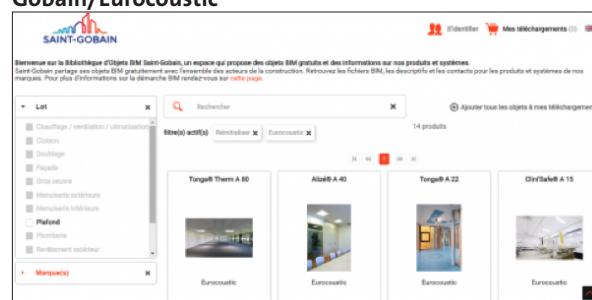 Gobain/Eurocoustic
SAINT-GOBAIN
S'identifier
Mes téléchargements (0)
Bienvenue sur la Bibliothèque d'Objets BIM Saint-Gobain, un espace qui propose des objets BIM gratuits et des informations sur nos produits et systèmes.
Saint-Gobain partage ses objets BIM gratuitement avec l'ensemble des acteurs de la construction. Retrouvez les fichiers BIM, les descriptifs et les contacts pour les produits et systèmes de nos
marques. Pour plus d'informations sur la démarche BIM rendez-vous sur cette page.
Lot
Chauffage / ventilation / climatisation
Cloison
Doublage
Façade
Gros oeuvre
Menuiserie extérieure
Menuiserie intérieure
Plafond
Plomberie
Revêtement extérieur
Marque(s)
Rechercher
Ajouter tous les objets à mes téléchargemen
filtre(s) actif(s)
Réinitialiser x
Eurocoustic x
14 produits
1
Tonga® Therm A 80
Alizé® A 40
Tonga® A 22
Clini'Safe® A 15
Eurocoustic
Eurocoustic
Eurocoustic
Eurocoustic